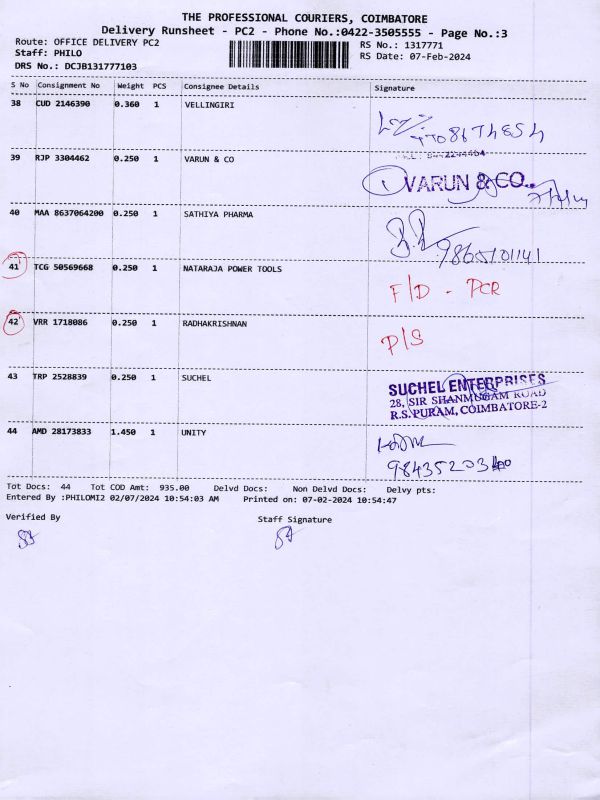 THE PROFESSIONAL COURIERS, COIMBATORE
Delivery Runsheet - PC2 - Phone No.:0422-3505555 - Page No.:3
Route: OFFICE DELIVERY PC2
Staff: PHILO
DRS No.: DCJB131777103
RS No.: 1317771
RS Date: 07-Feb-2024
S No Consignment No Weight PCS Consignee Details Signature
38 CUD 2146390 0.360 1 VELLINGIRI
39 RJP 3304462 0.250 1 VARUN & CO
VARUN & CO.
40 MAA 8637064200 0.250 1 SATHIYA PHARMA
9865101141
41 TCG 50569668 0.250 1 NATARAJA POWER TOOLS
F/D - PCR
42 VRR 1718086 0.250 1 RADHAKRISHNAN
P/S
43 TRP 2528839 0.250 1 SUCHEL
SUCHEL ENTERPRISES
28, SIR SHANMUGAM ROAD
R.S. PURAM, COIMBATORE-2
44 AMD 28173833 1.450 1 UNITY
Tot Docs: 44 Tot COD Amt: 935.00 Delvd Docs: Non Delvd Docs: Delvy pts:
Entered By :PHILOMI2 02/07/2024 10:54:03 AM Printed on: 07-02-2024 10:54:47
Verified By
Staff Signature